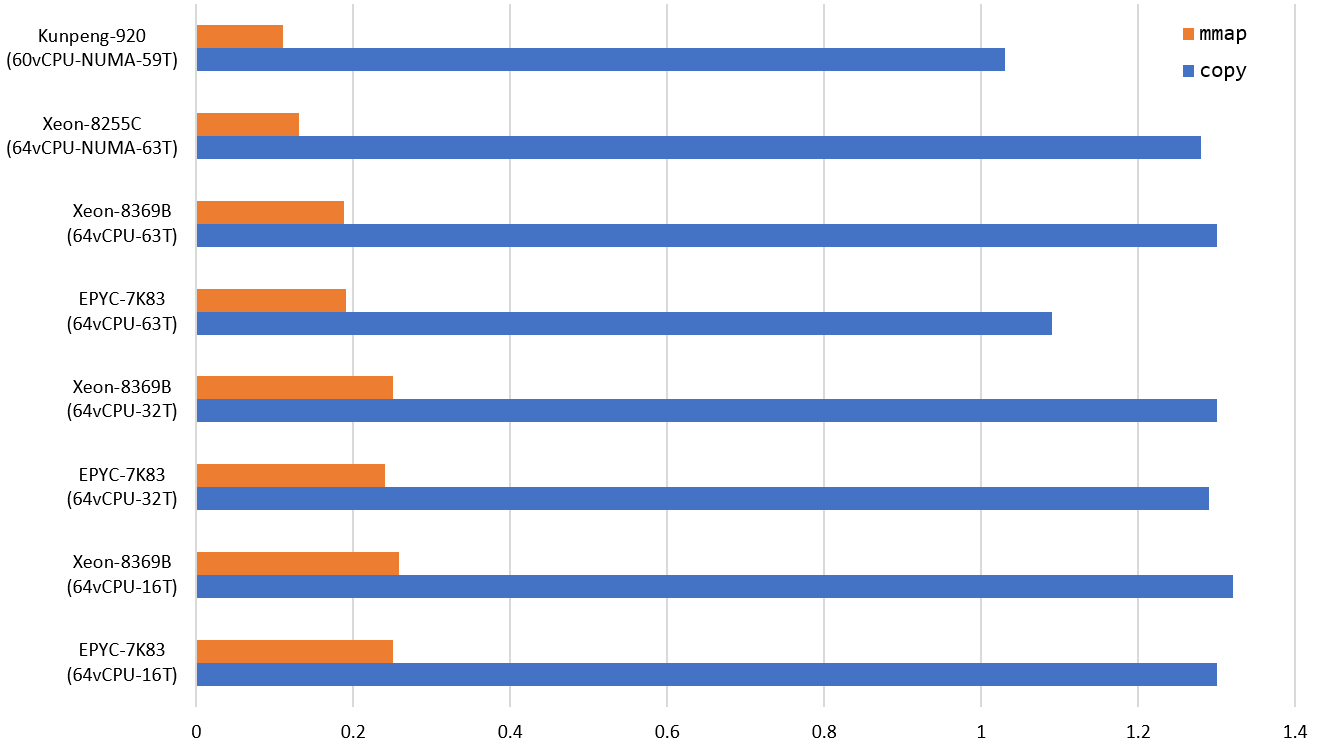 Kunpeng-920
(60vCPU-NUMA-59T)
mmap
copy
Xeon-8255C
(64vCPU-NUMA-63T)
Xeon-8369B
(64vCPU-63T)
EPYC-7K83
(64vCPU-63T)
Xeon-8369B
(64vCPU-32T)
EPYC-7K83
(64vCPU-32T)
Xeon-8369B
(64vCPU-16T)
EPYC-7K83
(64vCPU-16T)
0 0.2 0.4 0.6 0.8 1 1.2 1.4